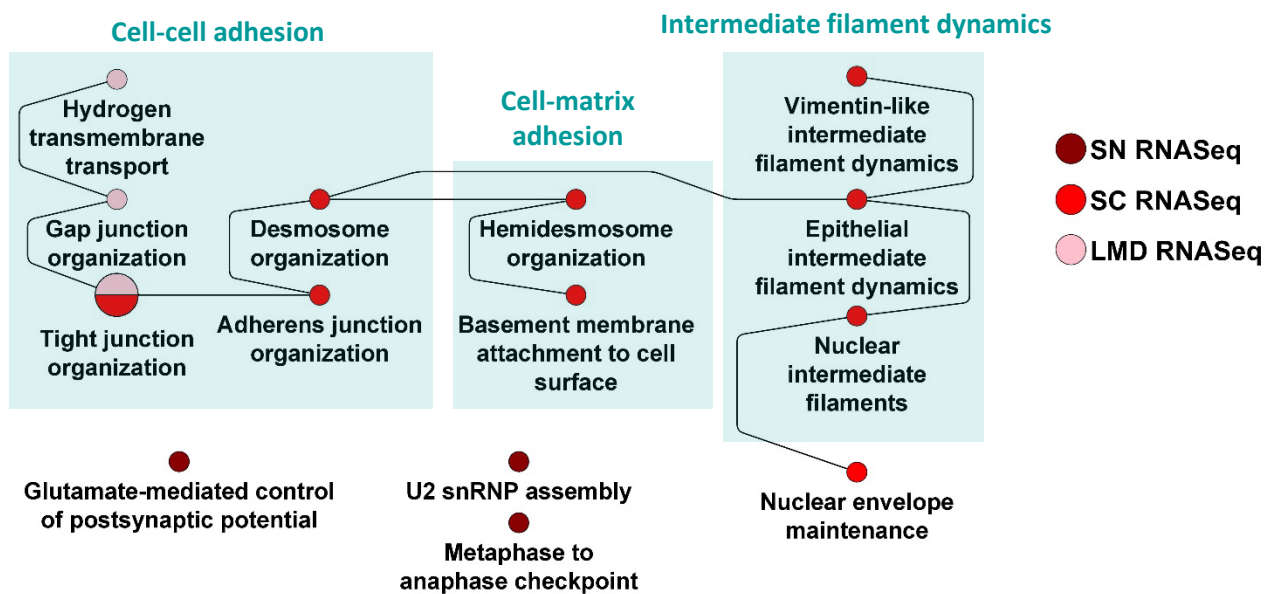 Cell-cell adhesion
Hydrogen
transmembrane
transport
Gap junction
organization
Tight junction
organization
Desmosome
organization
Adherens junction
organization
Cell-matrix
adhesion
Hemidesmosome
organization
Basement membrane
attachment to cell
surface
Intermediate filament dynamics
Vimentin-like
intermediate
filament dynamics
Epithelial
intermediate
filament dynamics
Nuclear
intermediate
filaments
Nuclear envelope
maintenance
Glutamate-mediated control
of postsynaptic potential
U2 snRNP assembly
Metaphase to
anaphase checkpoint
SN RNASeq
SC RNASeq
LMD RNASeq